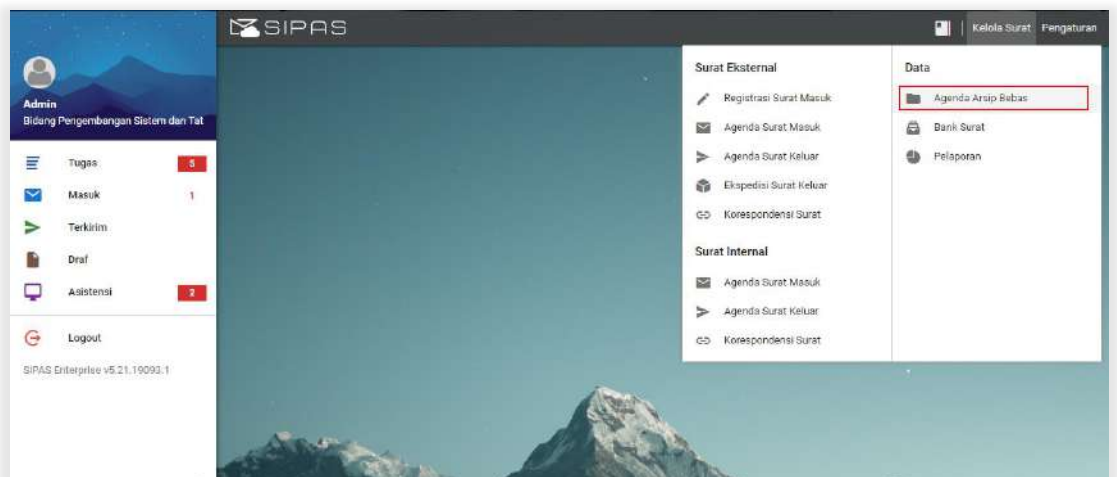 SIPAS
Kelola Surat
Pengaturan
Admin
Bidang Pengembangan Sistem dan Tat
Tugas
5
Masuk
1
Terkirim
Draf
Asistensi
2
Logout
SIPAS Enterprise v5.21.19093.1
Surat Eksternal
Registrasi Surat Masuk
Agenda Surat Masuk
Agenda Surat Keluar
Ekspedisi Surat Keluar
Korespondensi Surat
Surat Internal
Agenda Surat Masuk
Agenda Surat Keluar
Korespondensi Surat
Data
Agenda Arsip Bebas
Bank Surat
Pelaporan